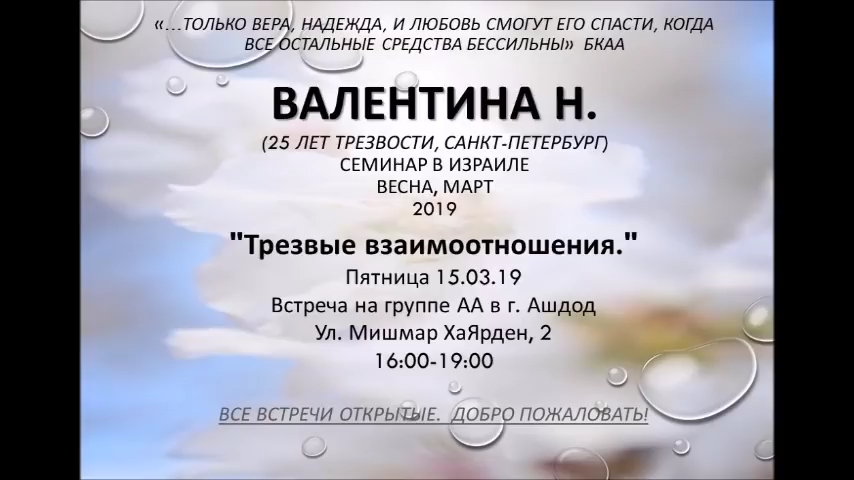 «...ТОЛЬКО ВЕРА, НАДЕЖДА, И ЛЮБОВЬ СМОГУТ ЕГО СПАСТИ, КОГДА
ВСЕ ОСТАЛЬНЫЕ СРЕДСТВА БЕССИЛЬНЫ» БКАА
ВАЛЕНТИНА Н.
(25 ЛЕТ ТРЕЗВОСТИ, САНКТ-ПЕТЕРБУРГ)
СЕМИНАР В ИЗРАИЛЕ
ВЕСНА, МАРТ
2019
"Трезвые взаимоотношения."
Пятница 15.03.19
Встреча на группе АА в г. Ашдод
Ул. Мишмар ХаЯрден, 2
16:00-19:00
ВСЕ ВСТРЕЧИ ОТКРЫТЫЕ. ДОБРО ПОЖАЛОВАТЬ!